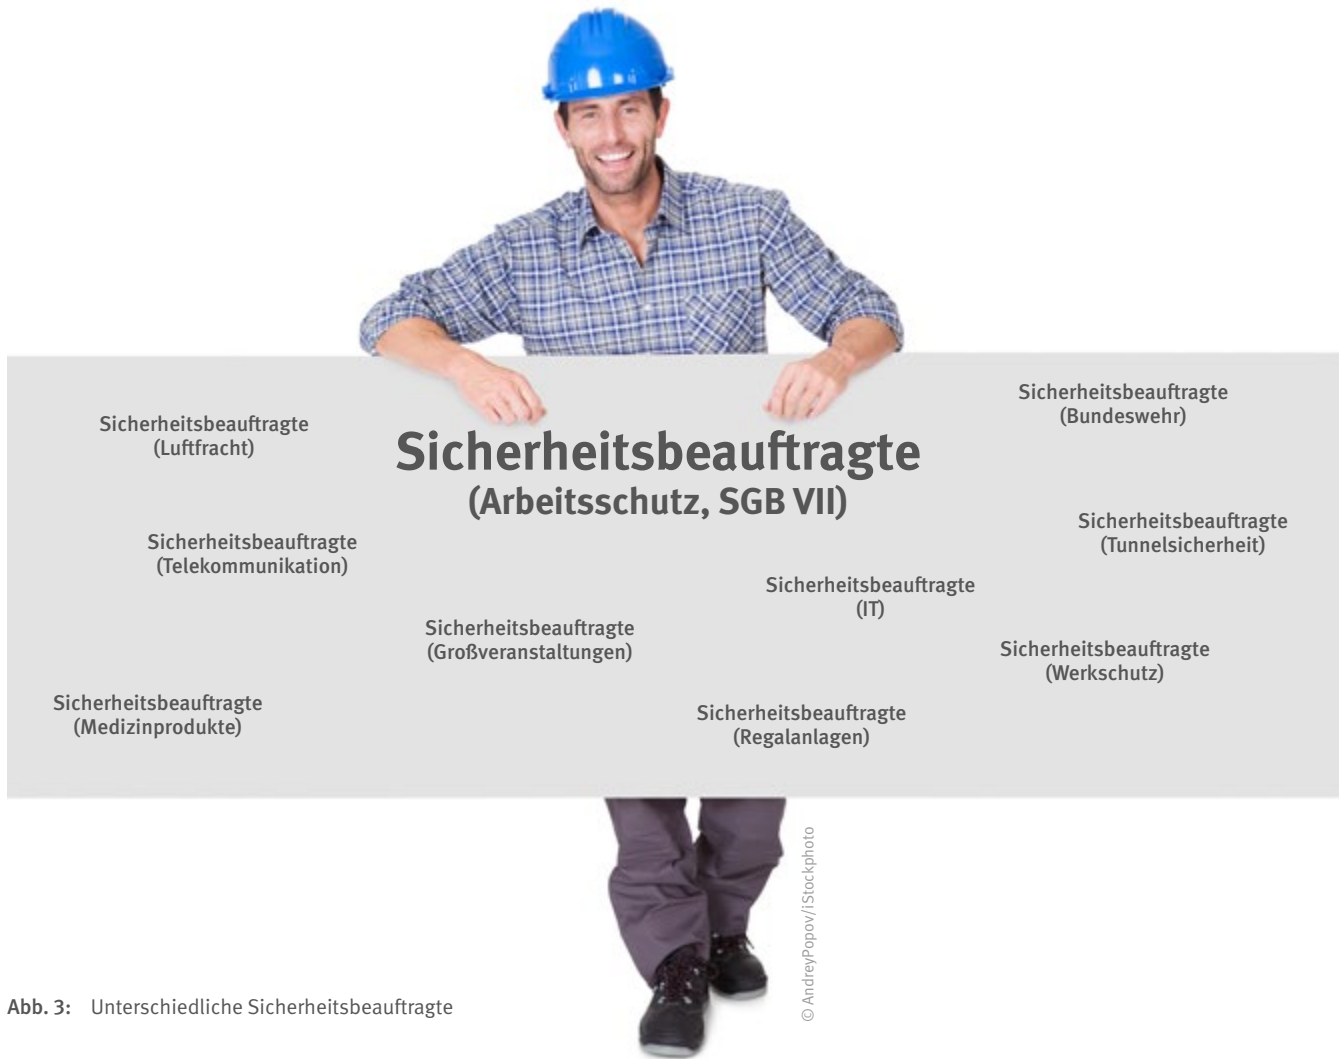 Sicherheitsbeauftragte
(Luftfracht)
Sicherheitsbeauftragte
(Arbeitsschutz, SGB VII)
Sicherheitsbeauftragte
(Bundeswehr)
Sicherheitsbeauftragte
(Telekommunikation)
Sicherheitsbeauftragte
(Tunnelsicherheit)
Sicherheitsbeauftragte
(IT)
Sicherheitsbeauftragte
(Großveranstaltungen)
Sicherheitsbeauftragte
(Werkschutz)
Sicherheitsbeauftragte
(Medizinprodukte)
Sicherheitsbeauftragte
(Regalanlagen)
© AndreyPopov/iStockphoto
Abb. 3: Unterschiedliche Sicherheitsbeauftragte